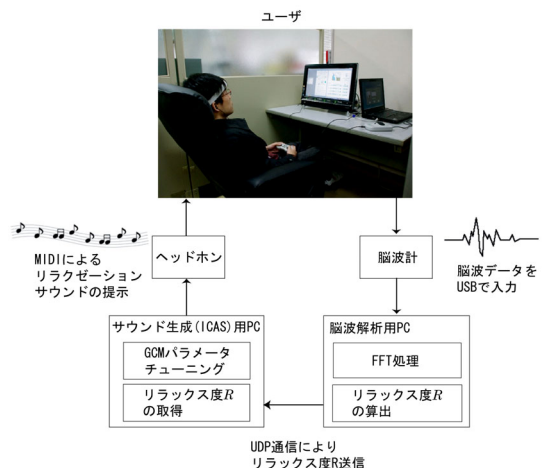 ユーザ
MIDIによる
リラクゼーション
サウンドの提示
ヘッドホン
脳波計
脳波データを
USBで入力
サウンド生成(ICAS)用PC
GCMパラメータ
チューニング
リラックス度R
の取得
脳波解析用PC
FFT処理
リラックス度R
の算出
UDP通信により
リラックス度R送信